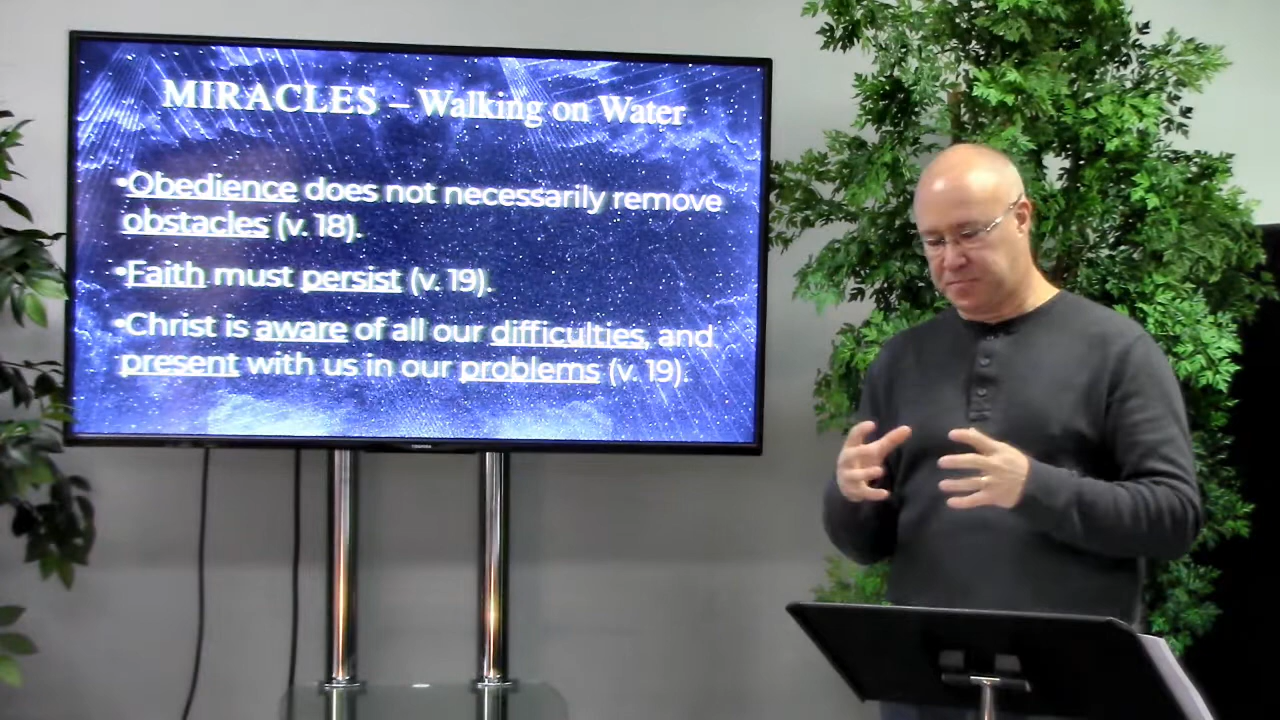 MIRACLES – Walking on Water
•Obedience does not necessarily remove
obstacles (v. 18).
•Faith must persist (v. 19).
•Christ is aware of all our difficulties, and
present with us in our problems (v. 19).